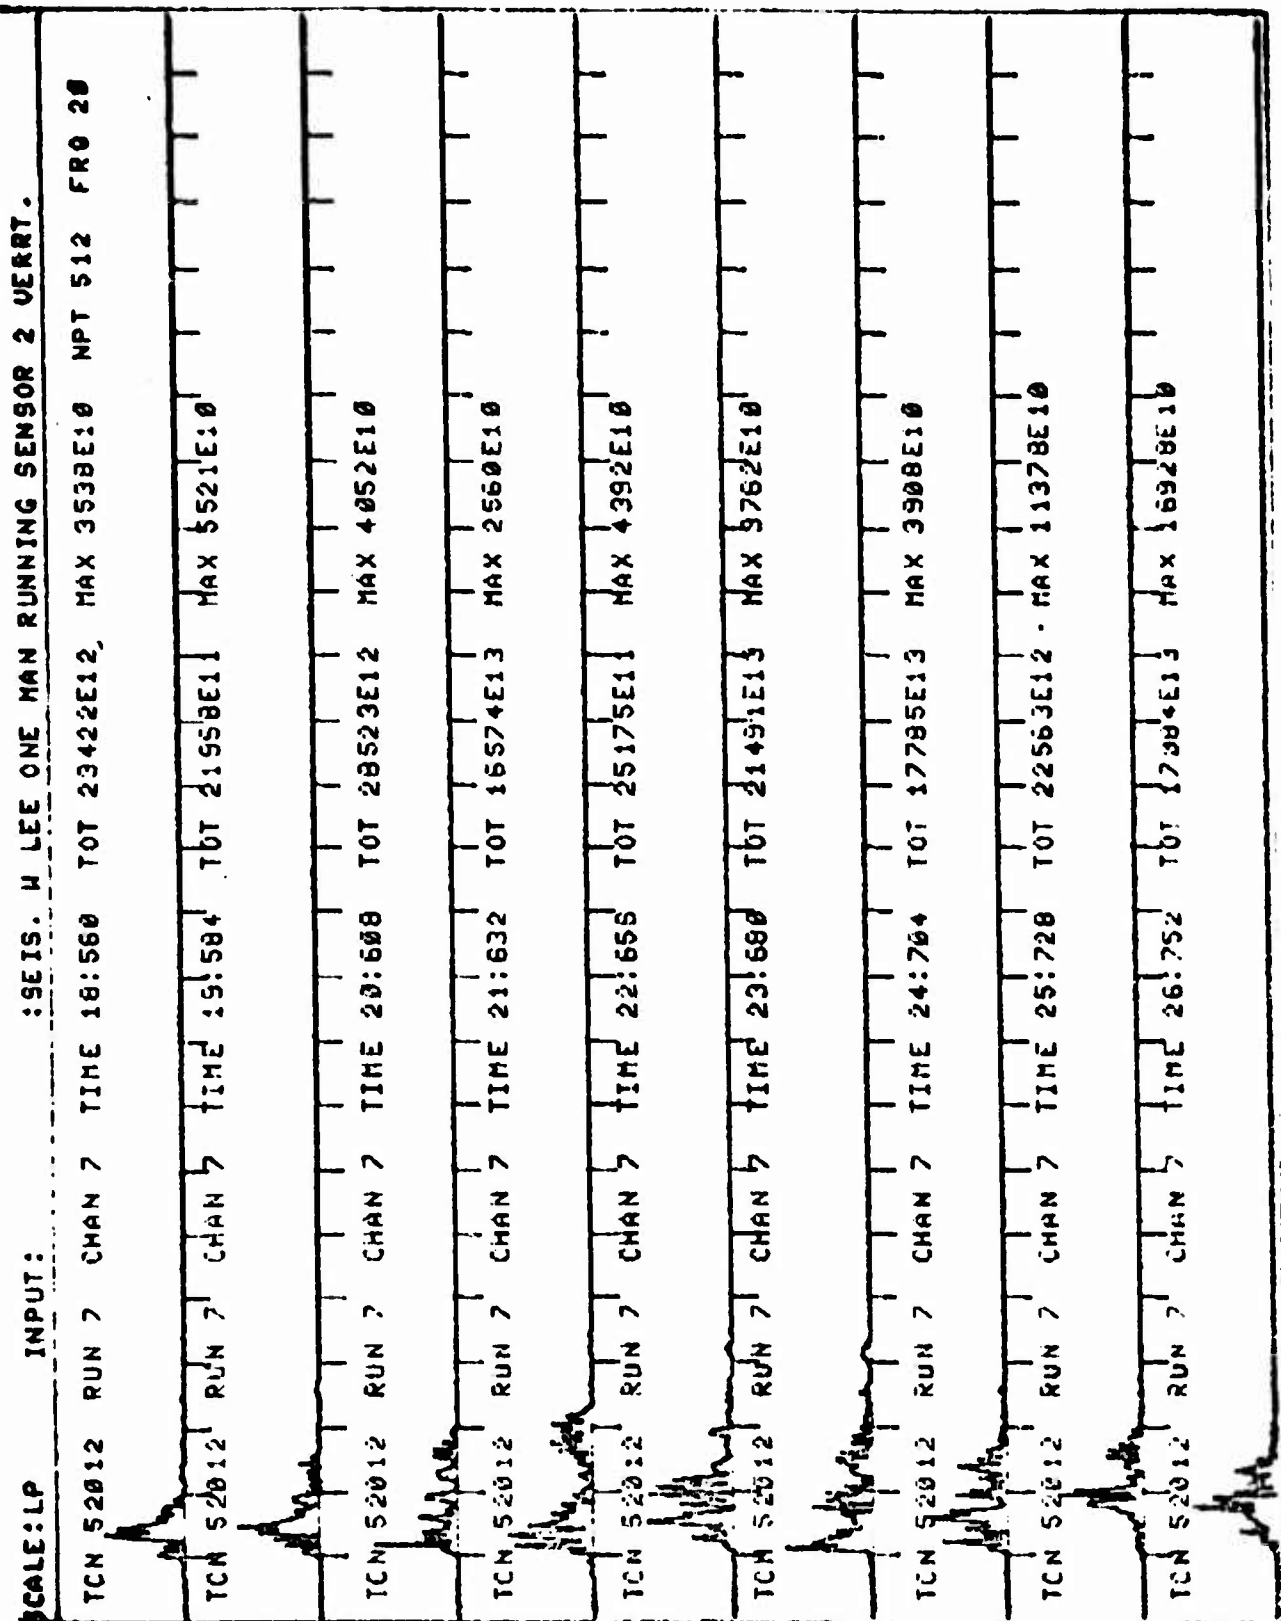 SCALE:LP INPUT: :SEIS. W LEE ONE MAN RUNNING SENSOR 2 VERRT.
TCN 52012 RUN 7 CHAN 7 TIME 18:560 TOT 23422E12 MAX 3538E10 NPT 512 FRQ 20
TCN 52012 RUN 7 CHAN 7 TIME 19:584 TOT 21958E11 MAX 5521E10
TCN 52012 RUN 7 CHAN 7 TIME 20:608 TOT 28523E12 MAX 4052E10
TCN 52012 RUN 7 CHAN 7 TIME 21:632 TOT 16574E13 MAX 2560E10
TCN 52012 RUN 7 CHAN 7 TIME 22:656 TOT 25175E11 MAX 4392E10
TCN 52012 RUN 7 CHAN 7 TIME 23:680 TOT 21491E13 MAX 9762E10
TCN 52012 RUN 7 CHAN 7 TIME 24:704 TOT 17785E13 MAX 3908E10
TCN 52012 RUN 7 CHAN 7 TIME 25:728 TOT 22563E12 MAX 11378E10
TCN 52012 RUN 7 CHAN 7 TIME 26:752 TOT MAX 16928E10